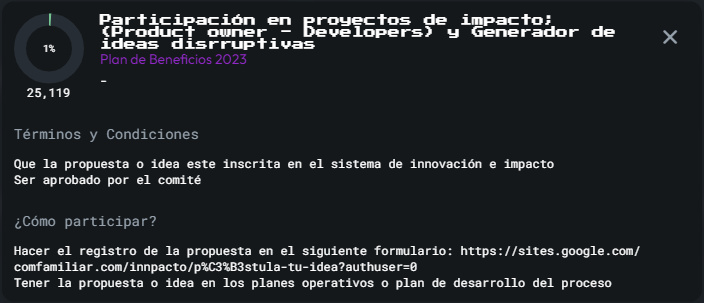 Participación en proyectos de impacto;
(Product owner - Developers) y Generador de
ideas disrruptivas
Plan de Beneficios 2023
-
1%
25,119
Términos y Condiciones
Que la propuesta o idea este inscrita en el sistema de innovación e impacto
Ser aprobado por el comité
¿Cómo participar?
Hacer el registro de la propuesta en el siguiente formulario: https://sites.google.com/
comfamiliar.com/innpacto/p%C3%B3stula-tu-idea?authuser=0
Tener la propuesta o idea en los planes operativos o plan de desarrollo del proceso